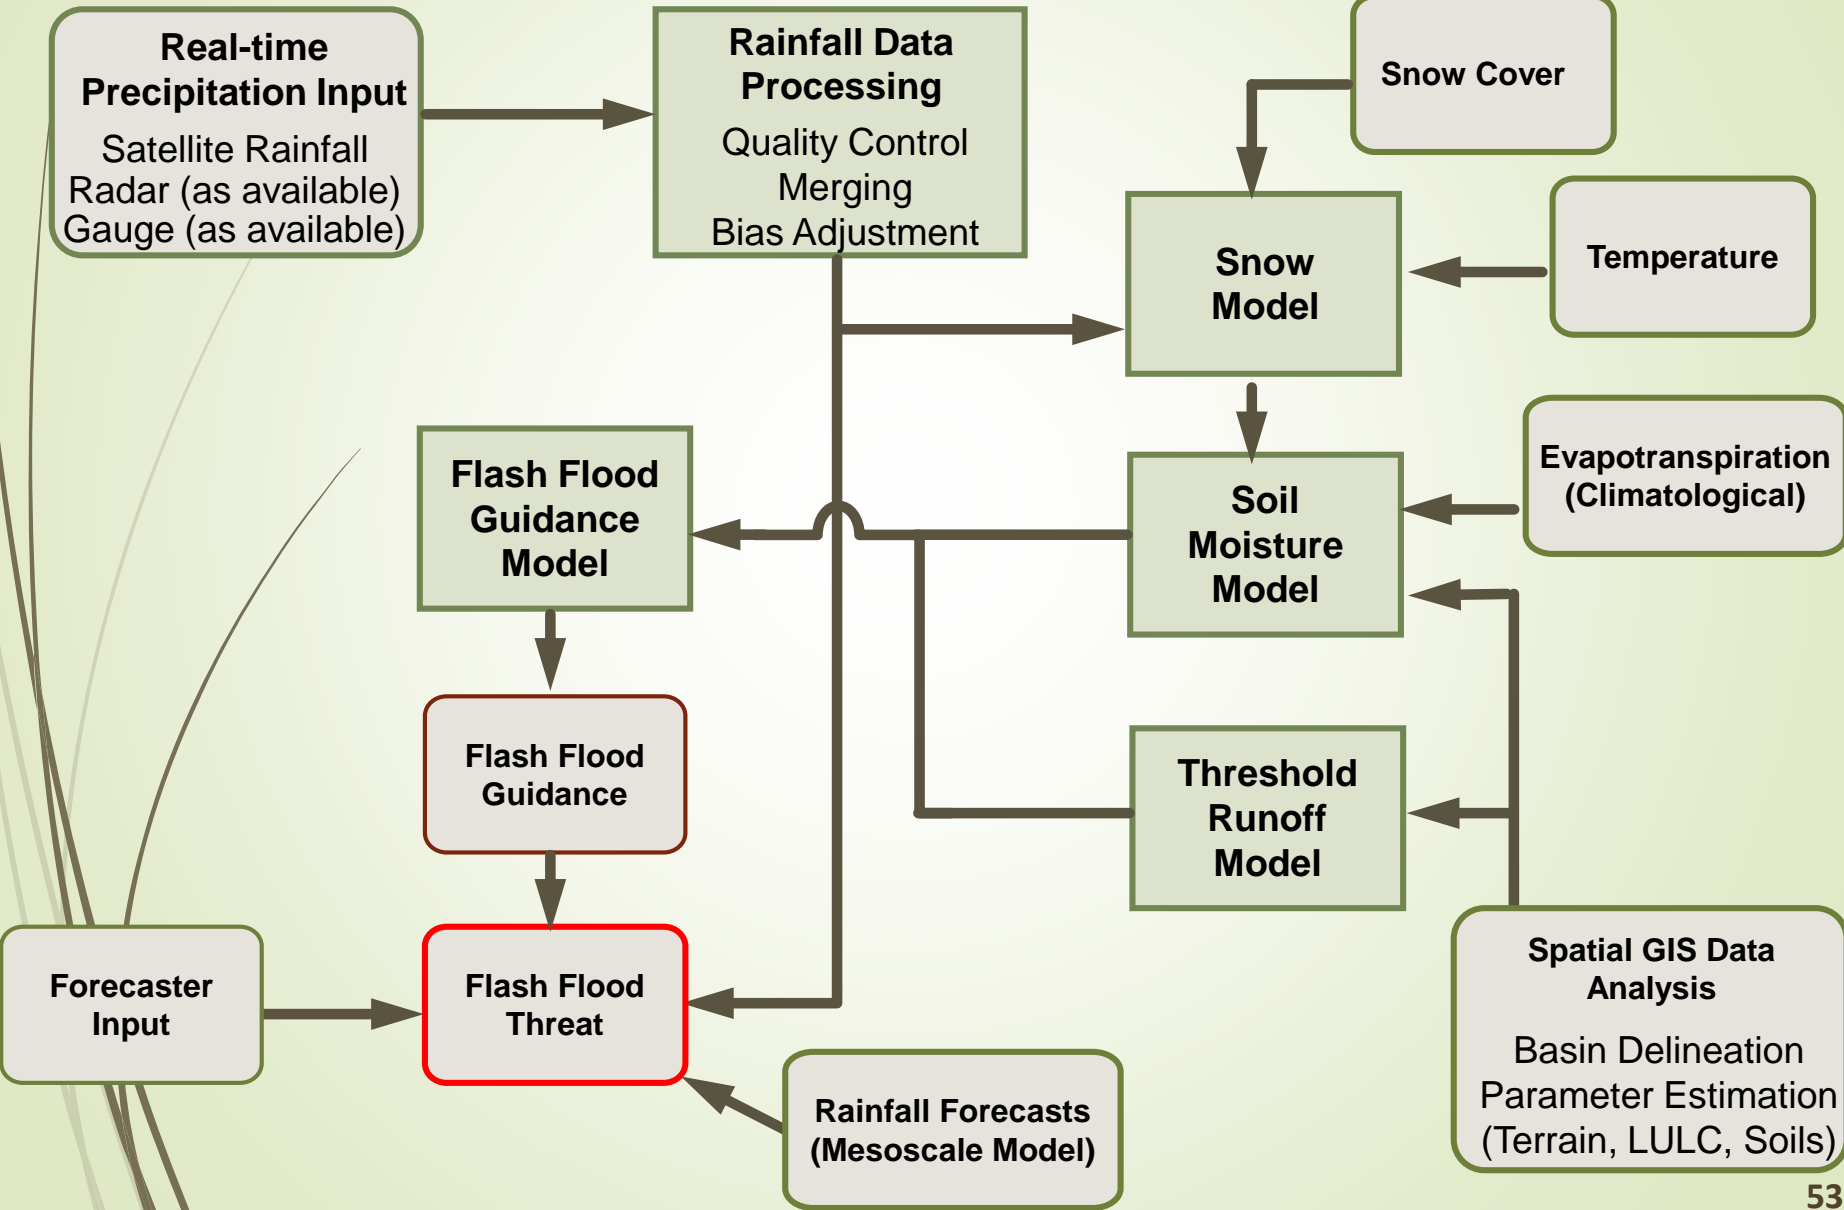 Real-time
Precipitation Input
Satellite Rainfall
Radar (as available)
Gauge (as available)
Rainfall Data
Processing
Quality Control
Merging
Bias Adjustment
Snow Cover
Snow
Model
Temperature
Flash Flood
Guidance
Model
Soil
Moisture
Model
Evapotranspiration
(Climatological)
Flash Flood
Guidance
Threshold
Runoff
Model
Forecaster
Input
Flash Flood
Threat
Rainfall Forecasts
(Mesoscale Model)
Spatial GIS Data
Analysis
Basin Delineation
Parameter Estimation
(Terrain, LULC, Soils)
53